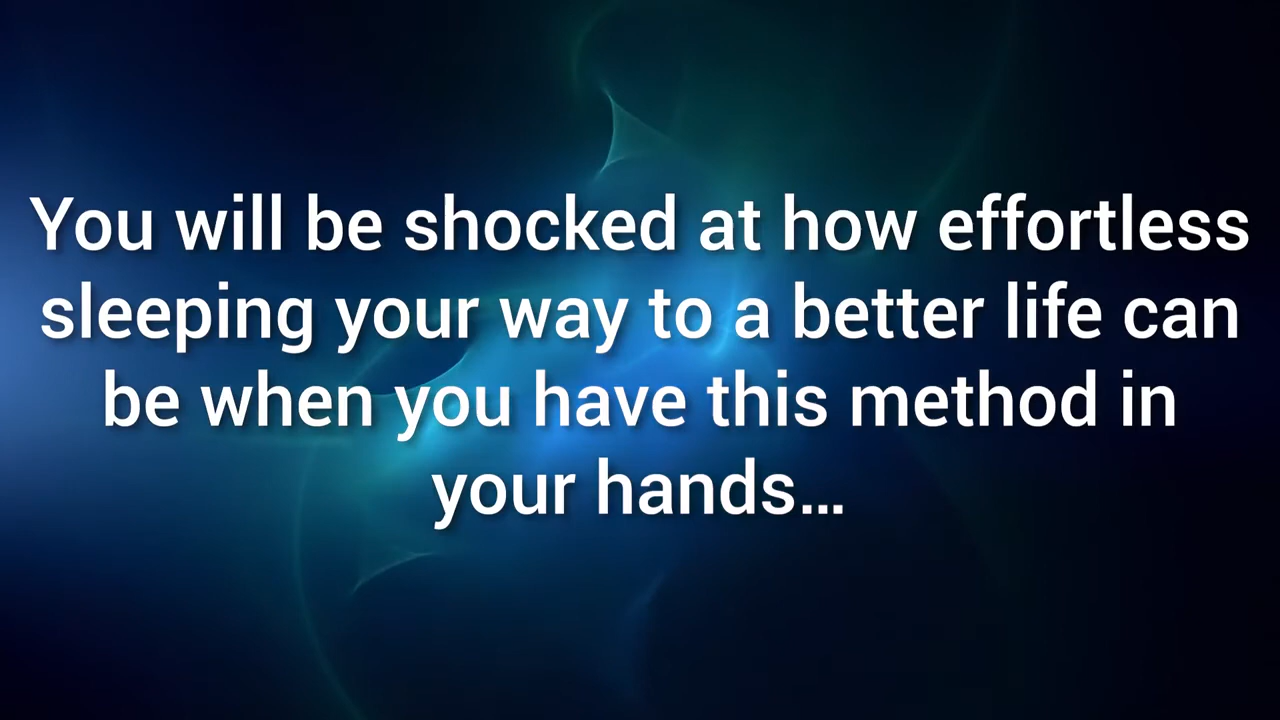 You will be shocked at how effortless
sleeping your way to a better life can
be when you have this method in
your hands…